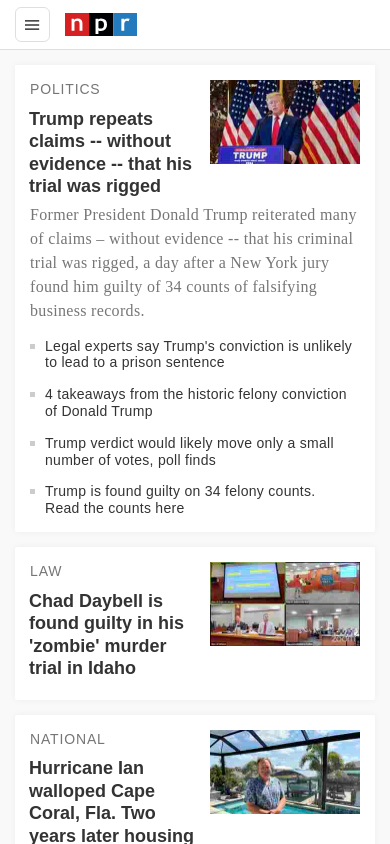 npr
POLITICS
Trump repeats
claims -- without
evidence -- that his
trial was rigged
TRUMP
Former President Donald Trump reiterated many
of claims – without evidence -- that his criminal
trial was rigged, a day after a New York jury
found him guilty of 34 counts of falsifying
business records.
Legal experts say Trump's conviction is unlikely
to lead to a prison sentence
4 takeaways from the historic felony conviction
of Donald Trump
Trump verdict would likely move only a small
number of votes, poll finds
Trump is found guilty on 34 felony counts.
Read the counts here
LAW
Chad Daybell is
found guilty in his
'zombie' murder
trial in Idaho
zoom
NATIONAL
Hurricane Ian
walloped Cape
Coral, Fla. Two
years later housing